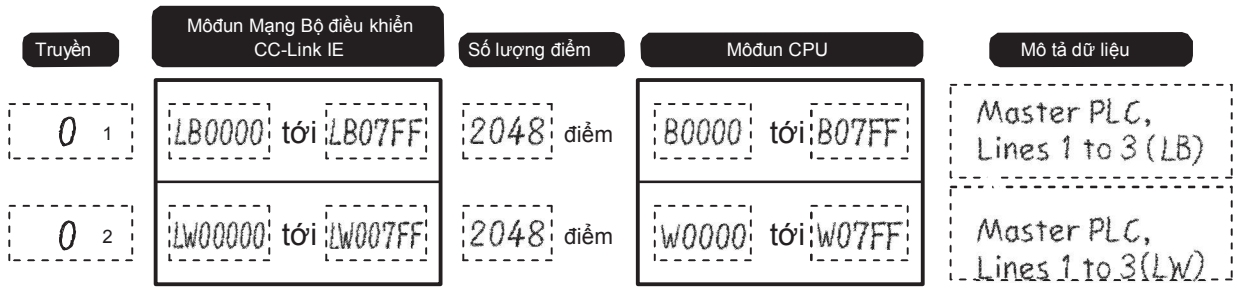 Truyền
Môđun Mạng Bộ điều khiển
CC-Link IE
Số lượng điểm
Môđun CPU
Mô tả dữ liệu
0 1 LB0000 tới LB07FF 2048 điểm B0000 tới B07FF Master PLC,
Lines 1 to 3 (LB)
0 2 LW00000 tới LW007FF 2048 điểm W0000 tới W07FF Master PLC,
Lines 1 to 3(LW)